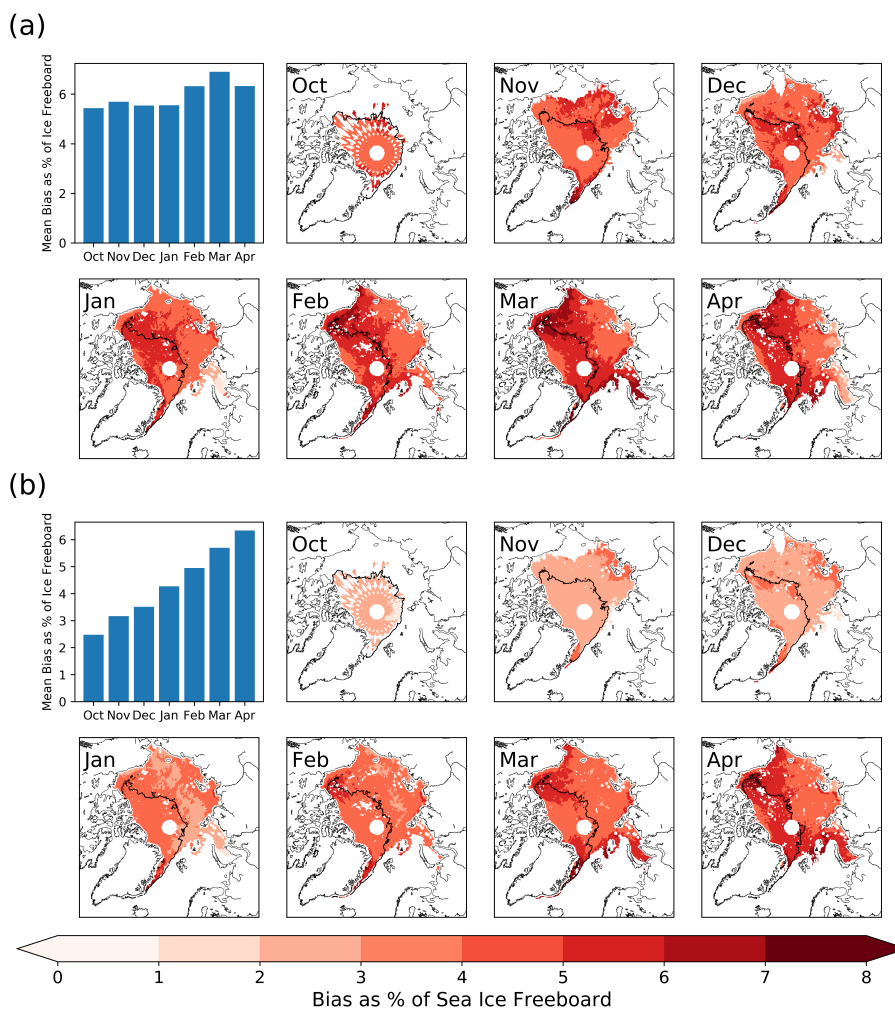 (a)
Mean Bias as % of Ice Freeboard
6
4
2
0
Oct Nov Dec Jan Feb Mar Apr
Oct
Nov
Dec
Jan
Feb
Mar
Apr
(b)
Mean Bias as % of Ice Freeboard
6
5
4
3
2
1
0
Oct Nov Dec Jan Feb Mar Apr
Oct
Nov
Dec
Jan
Feb
Mar
Apr
0 1 2 3 4 5 6 7 8
Bias as % of Sea Ice Freeboard